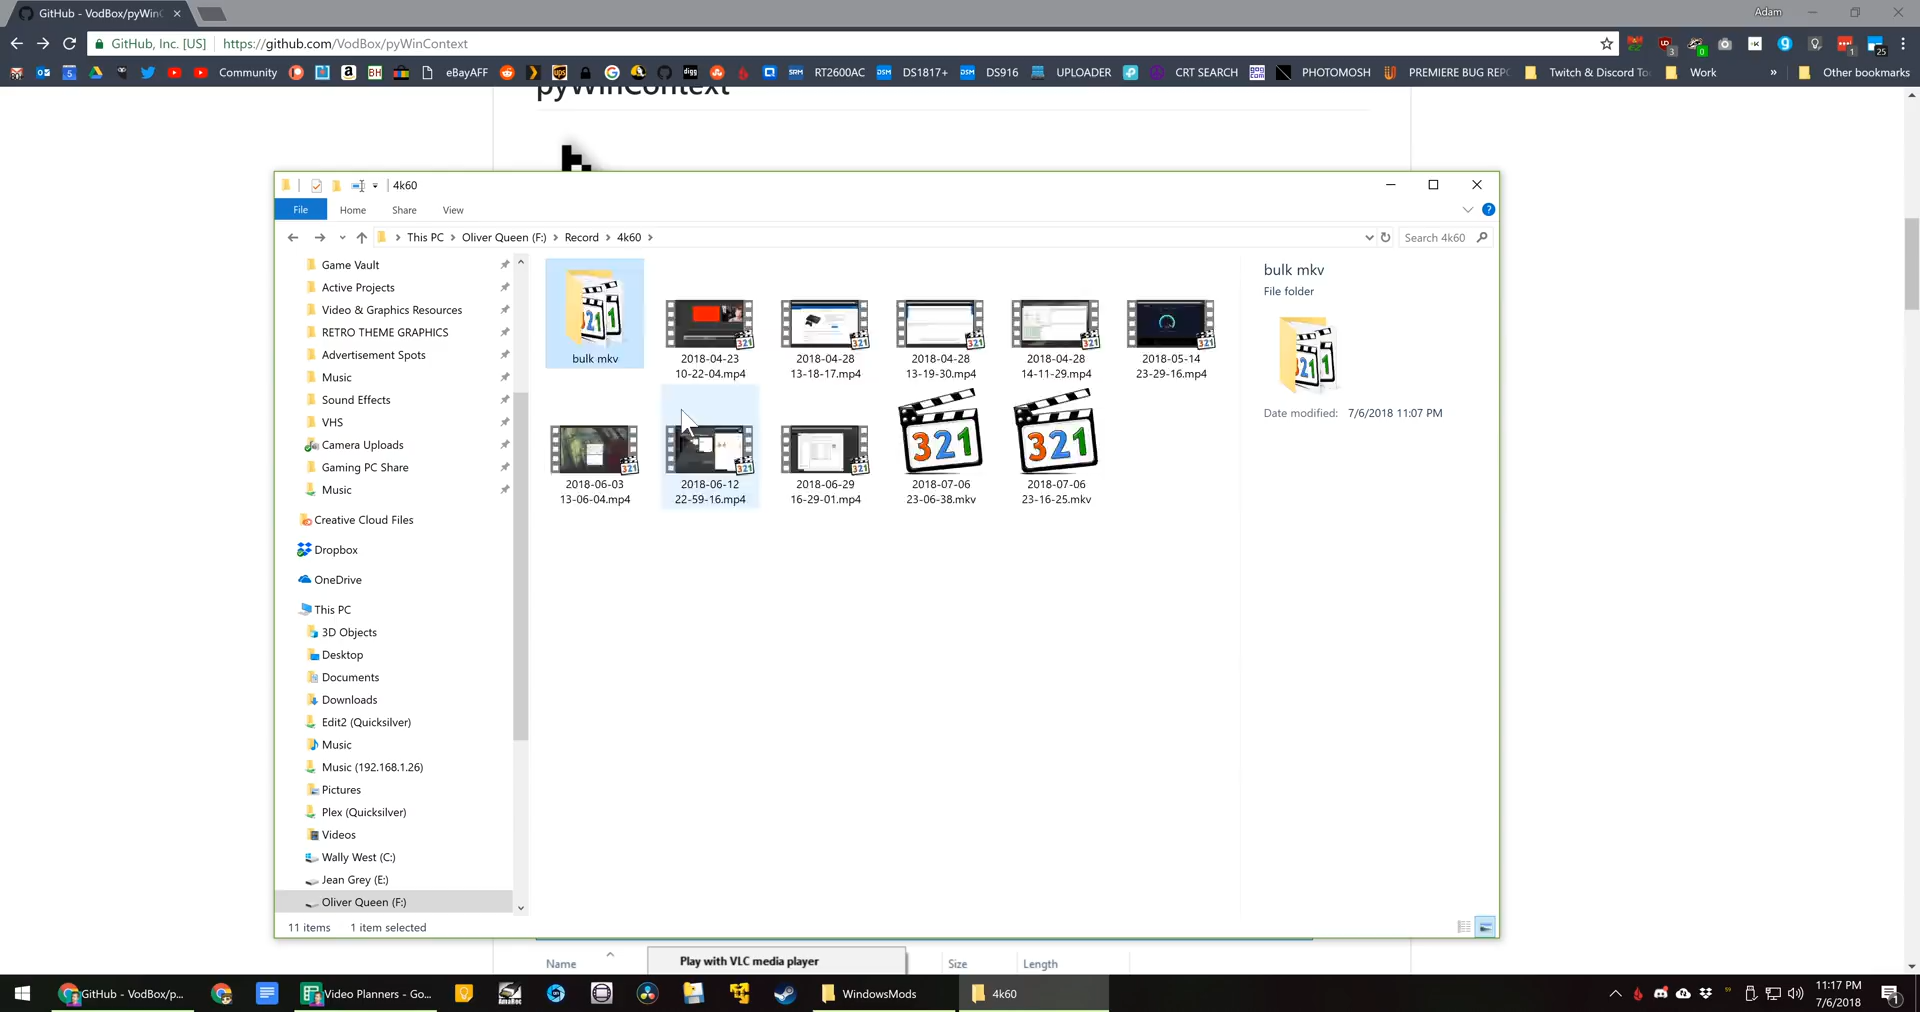 GitHub - VodBox/pyWinC
Adam
GitHub, Inc. [US]
https://github.com/VodBox/pyWinContext
3
0
1
25
Community
eBayAFF
RT2600AC
DS1817+
DS916
UPLOADER
CRT SEARCH
PHOTOMOSH
PREMIERE BUG REPO
Twitch & Discord To
Work
»
Other bookmarks
pyWinContext
4k60
File
Home
Share
View
This PC > Oliver Queen (F:) > Record > 4k60 >
Search 4k60
Game Vault
Active Projects
Video & Graphics Resources
RETRO THEME GRAPHICS
Advertisement Spots
Music
Sound Effects
VHS
Camera Uploads
Gaming PC Share
Music
Creative Cloud Files
Dropbox
OneDrive
This PC
3D Objects
Desktop
Documents
Downloads
Edit2 (Quicksilver)
Music
Music (192.168.1.26)
Pictures
Plex (Quicksilver)
Videos
Wally West (C:)
Jean Grey (E:)
Oliver Queen (F:)
bulk mkv
2018-04-23
10-22-04.mp4
2018-04-28
13-18-17.mp4
2018-04-28
13-19-30.mp4
2018-04-28
14-11-29.mp4
2018-05-14
23-29-16.mp4
2018-06-03
13-06-04.mp4
2018-06-12
22-59-16.mp4
2018-06-29
16-29-01.mp4
321
2018-07-06
23-06-38.mkv
321
2018-07-06
23-16-25.mkv
bulk mkv
File folder
Date modified: 7/6/2018 11:07 PM
11 items
1 item selected
Name
Play with VLC media player
Size
Length
GitHub - VodBox/p...
Video Planners - Go...
WindowsMods
4k60
11:17 PM
7/6/2018
1